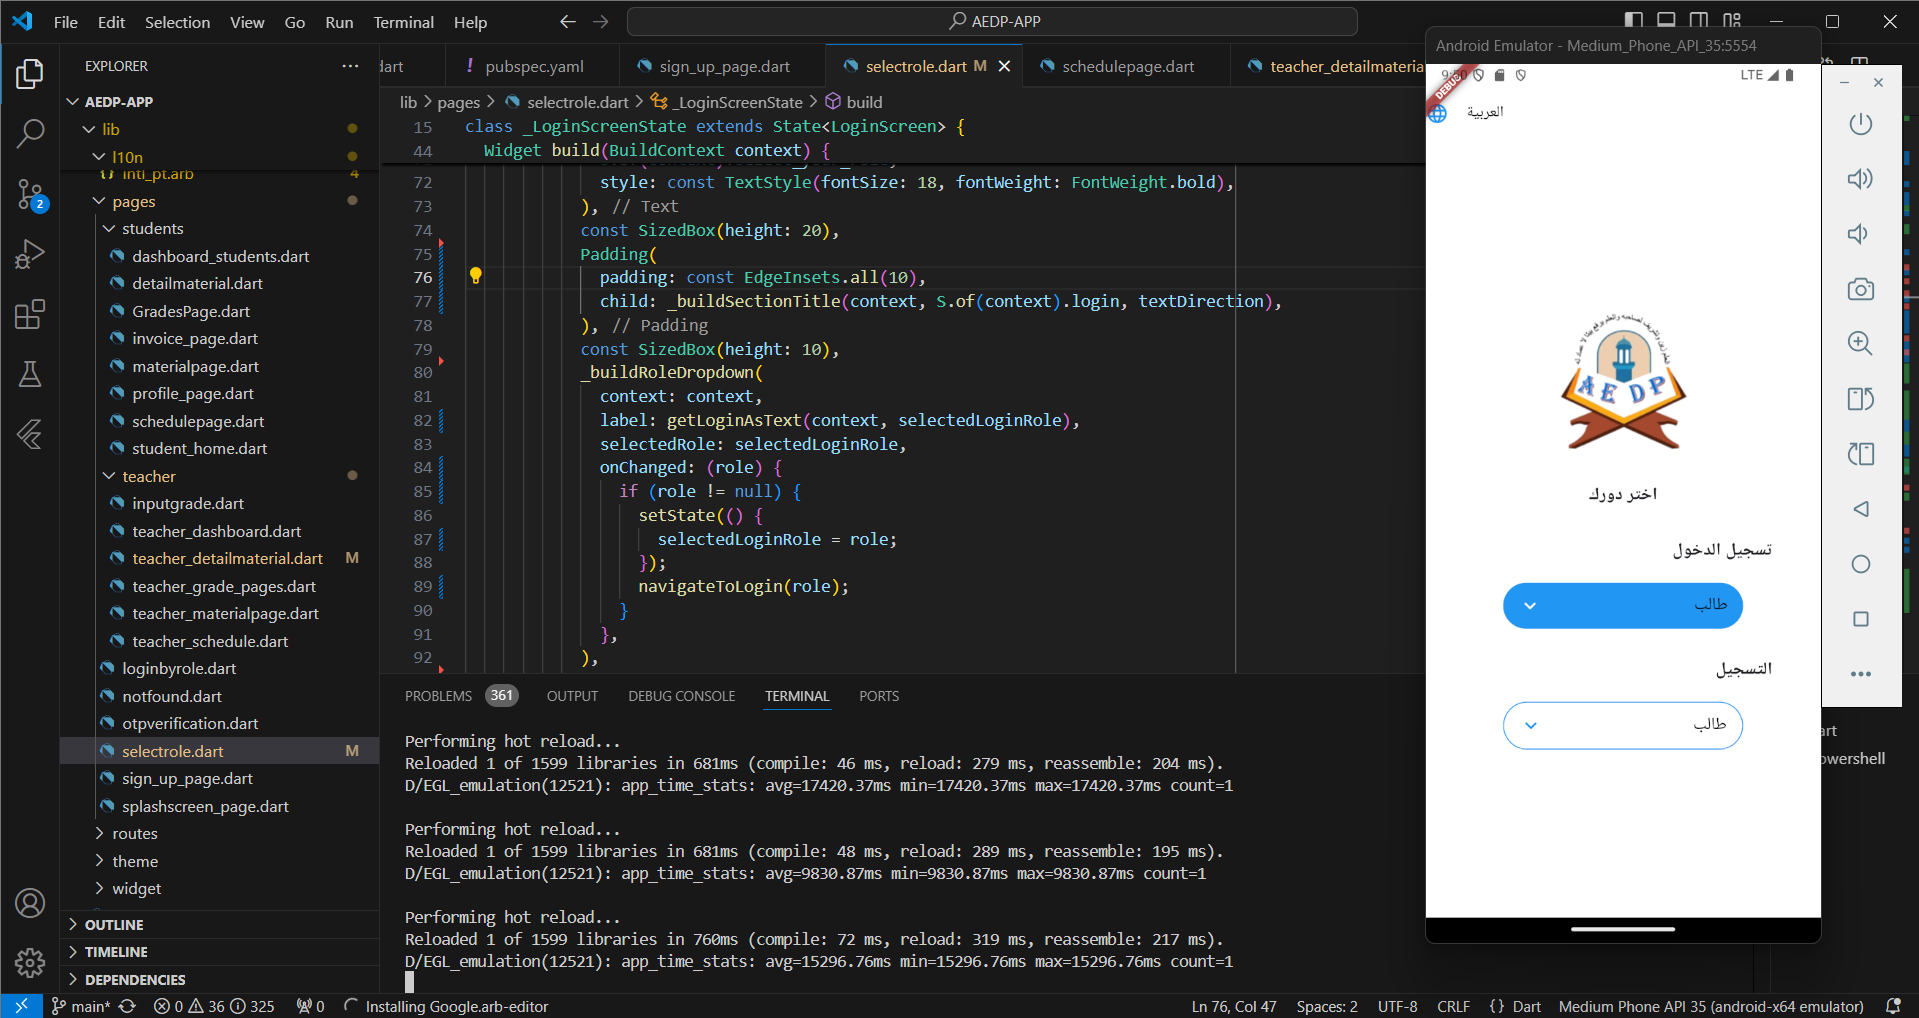 File Edit Selection View Go Run Terminal Help
AEDP-APP
EXPLORER
AEDP-APP
lib
l10n
intl_pt.arb 4
pages
students
dashboard_students.dart
detailmaterial.dart
GradesPage.dart
invoice_page.dart
materialpage.dart
profile_page.dart
schedulepage.dart
student_home.dart
teacher
inputgrade.dart
teacher_dashboard.dart
teacher_detailmaterial.dart M
teacher_grade_pages.dart
teacher_materialpage.dart
teacher_schedule.dart
loginbyrole.dart
notfound.dart
otpverification.dart
selectrole.dart M
sign_up_page.dart
splashscreen_page.dart
routes
theme
widget
OUTLINE
TIMELINE
DEPENDENCIES
2
dart ! pubspec.yaml sign_up_page.dart selectrole.dart M schedulepage.dart teacher_detailmateria
lib > pages > selectrole.dart > _LoginScreenState > build
15 class _LoginScreenState extends State<LoginScreen> {
44 Widget build(BuildContext context) {
72 style: const TextStyle(fontSize: 18, fontWeight: FontWeight.bold),
73 ), // Text
74 const SizedBox(height: 20),
75 Padding(
76 padding: const EdgeInsets.all(10),
77 child: _buildSectionTitle(context, S.of(context).login, textDirection),
78 ), // Padding
79 const SizedBox(height: 10),
80 _buildRoleDropdown(
81 context: context,
82 label: getLoginAsText(context, selectedLoginRole),
83 selectedRole: selectedLoginRole,
84 onChanged: (role) {
85 if (role != null) {
86 setState(() {
87 selectedLoginRole = role;
88 });
89 navigateToLogin(role);
90 }
91 },
92 ),
PROBLEMS 361 OUTPUT DEBUG CONSOLE TERMINAL PORTS
Performing hot reload...
Reloaded 1 of 1599 libraries in 681ms (compile: 46 ms, reload: 279 ms, reassemble: 204 ms).
D/EGL_emulation(12521): app_time_stats: avg=17420.37ms min=17420.37ms max=17420.37ms count=1
Performing hot reload...
Reloaded 1 of 1599 libraries in 681ms (compile: 48 ms, reload: 289 ms, reassemble: 195 ms).
D/EGL_emulation(12521): app_time_stats: avg=9830.87ms min=9830.87ms max=9830.87ms count=1
Performing hot reload...
Reloaded 1 of 1599 libraries in 760ms (compile: 72 ms, reload: 319 ms, reassemble: 217 ms).
D/EGL_emulation(12521): app_time_stats: avg=15296.76ms min=15296.76ms max=15296.76ms count=1
art
owershell
Android Emulator - Medium_Phone_API_35:5554
LTE
DEBUG
العربية
AEDP
اختر دورك
تسجيل الدخول
طالب
التسجيل
طالب
main* 0 36 325 0 Installing Google.arb-editor
Ln 76, Col 47 Spaces: 2 UTF-8 CRLF {} Dart Medium Phone API 35 (android-x64 emulator)